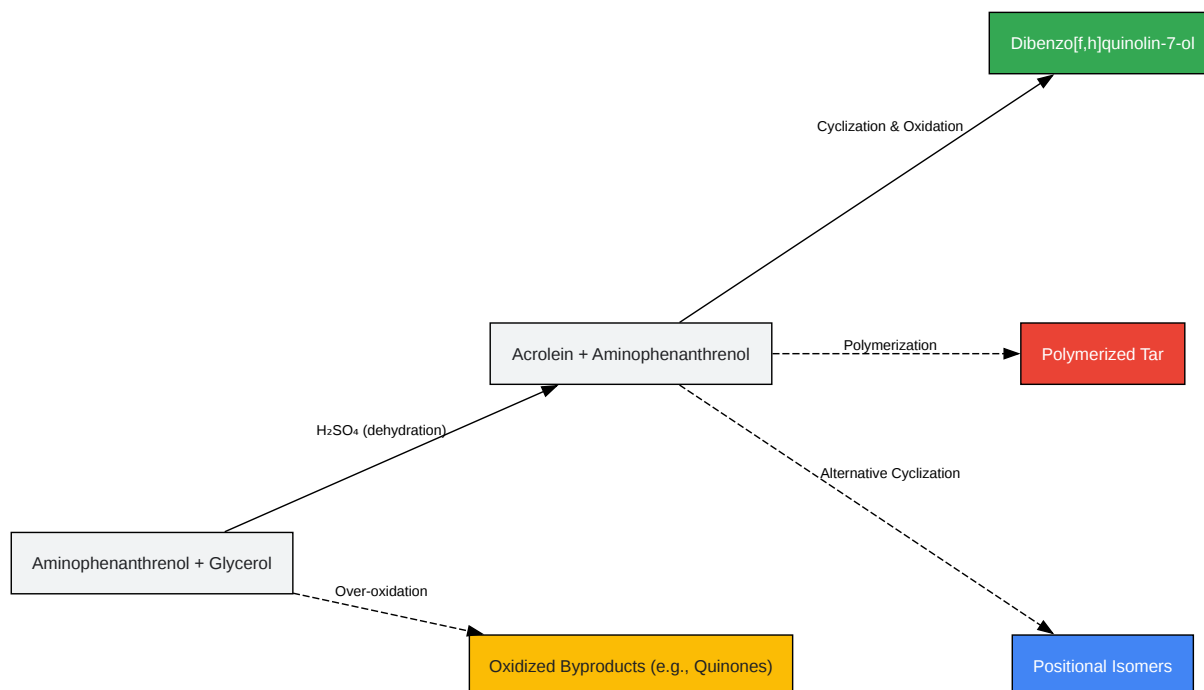 Dibenzo[f,h]quinolin-7-ol
Cyclization & Oxidation
Acrolein + Aminophenanthrenol
Polymerization
Polymerized Tar
H₂SO₄ (dehydration)
Alternative Cyclization
Aminophenanthrenol + Glycerol
Over-oxidation
Oxidized Byproducts (e.g., Quinones)
Positional Isomers